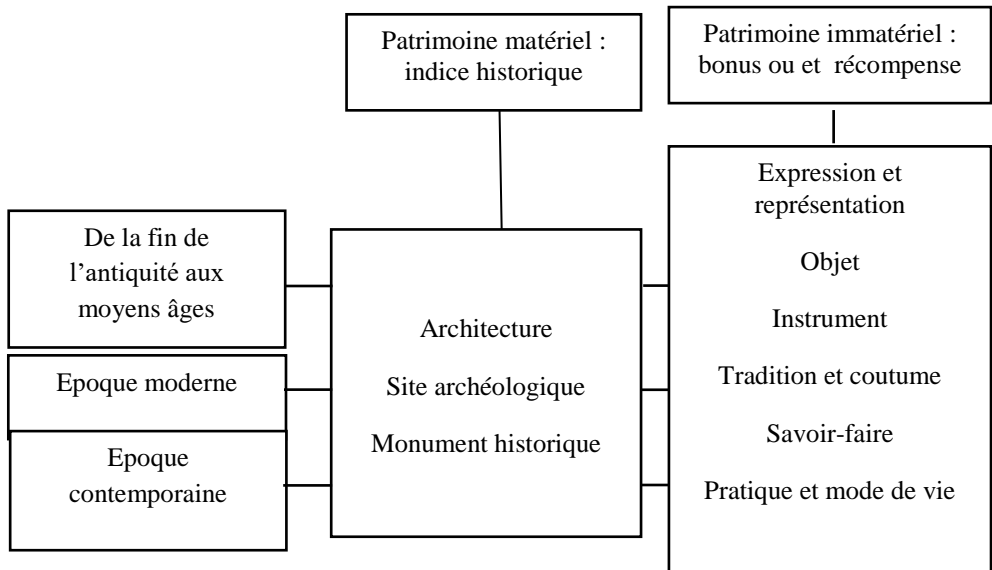 Patrimoine matériel :
indice historique
Patrimoine immatériel :
bonus ou et récompense
De la fin de
l’antiquité aux
moyens âges
Epoque moderne
Epoque
contemporaine
Architecture
Site archéologique
Monument historique
Expression et
représentation
Objet
Instrument
Tradition et coutume
Savoir-faire
Pratique et mode de vie